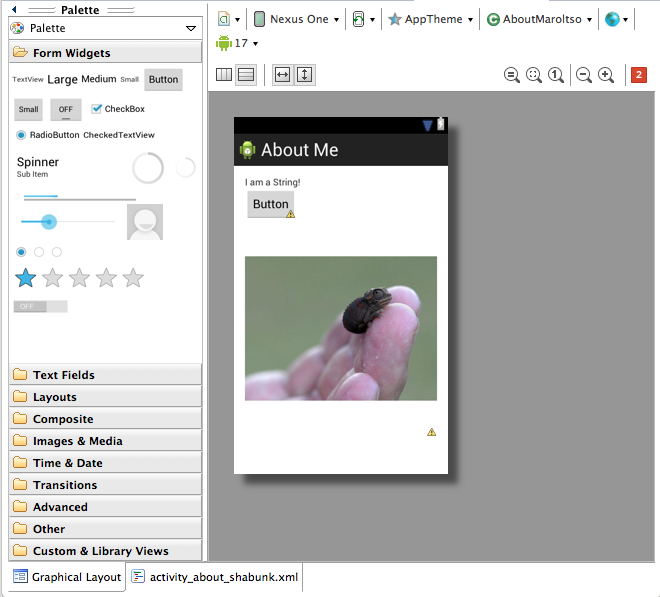 Palette
Palette
Form Widgets
TextView Large Medium Small Button
Small OFF CheckBox
RadioButton CheckedTextView
Spinner
Sub Item
OFF
Text Fields
Layouts
Composite
Images & Media
Time & Date
Transitions
Advanced
Other
Custom & Library Views
Nexus One AppTheme AboutMaroItso
17
1
2
About Me
I am a String!
Button
Graphical Layout activity_about_shabunk.xml